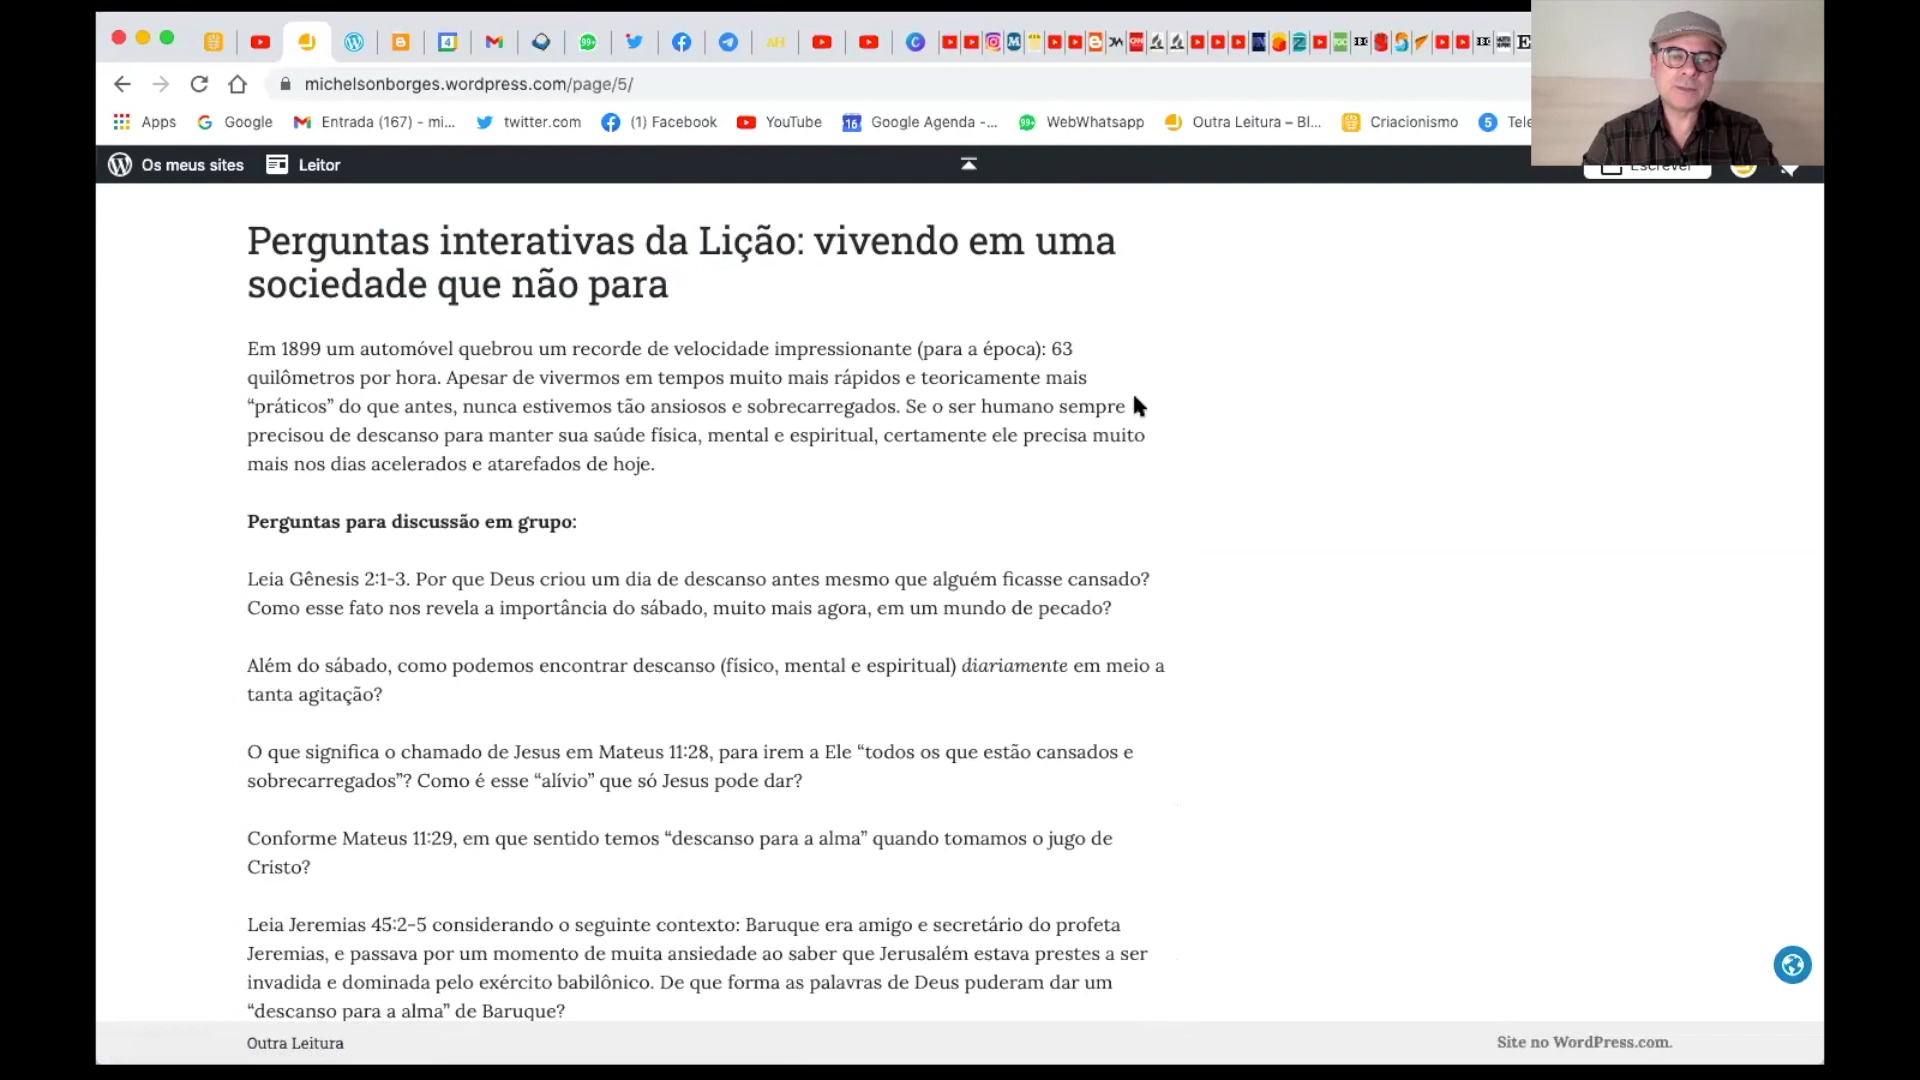 michelsonborges.wordpress.com/page/5/
Apps Google Entrada (167) - mi... twitter.com (1) Facebook YouTube Google Agenda -... WebWhatsapp Outra Leitura – Bl... Criacionismo Tele
Os meus sites Leitor Escrever
Perguntas interativas da Lição: vivendo em uma
sociedade que não para
Em 1899 um automóvel quebrou um recorde de velocidade impressionante (para a época): 63
quilômetros por hora. Apesar de vivermos em tempos muito mais rápidos e teoricamente mais
“práticos” do que antes, nunca estivemos tão ansiosos e sobrecarregados. Se o ser humano sempre
precisou de descanso para manter sua saúde física, mental e espiritual, certamente ele precisa muito
mais nos dias acelerados e atarefados de hoje.
Perguntas para discussão em grupo:
Leia Gênesis 2:1-3. Por que Deus criou um dia de descanso antes mesmo que alguém ficasse cansado?
Como esse fato nos revela a importância do sábado, muito mais agora, em um mundo de pecado?
Além do sábado, como podemos encontrar descanso (físico, mental e espiritual) diariamente em meio a
tanta agitação?
O que significa o chamado de Jesus em Mateus 11:28, para irem a Ele “todos os que estão cansados e
sobrecarregados”? Como é esse “alívio” que só Jesus pode dar?
Conforme Mateus 11:29, em que sentido temos “descanso para a alma” quando tomamos o jugo de
Cristo?
Leia Jeremias 45:2-5 considerando o seguinte contexto: Baruque era amigo e secretário do profeta
Jeremias, e passava por um momento de muita ansiedade ao saber que Jerusalém estava prestes a ser
invadida e dominada pelo exército babilônico. De que forma as palavras de Deus puderam dar um
“descanso para a alma” de Baruque?
Outra Leitura
Site no WordPress.com.